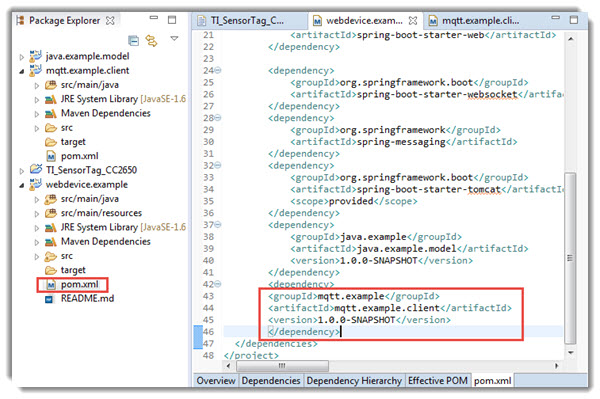 Package Explorer
java.example.model
mqtt.example.client
src/main/java
JRE System Library [JavaSE-1.6
Maven Dependencies
src
target
pom.xml
TI_SensorTag_CC2650
webdevice.example
src/main/java
src/main/resources
JRE System Library [JavaSE-1.6
Maven Dependencies
src
target
pom.xml
README.md
TI_SensorTag... webdevice.exam... mqtt.example.cli...
21 <artifactId>spring-boot-starter-web</artifactId>
22 </dependency>
23
24 <dependency>
25 <groupId>org.springframework.boot</groupId>
26 <artifactId>spring-boot-starter-websocket</artifa
27 </dependency>
28 <dependency>
29 <groupId>org.springframework</groupId>
30 <artifactId>spring-messaging</artifactId>
31 </dependency>
32 <dependency>
33 <groupId>org.springframework.boot</groupId>
34 <artifactId>spring-boot-starter-tomcat</artifactI
35 <scope>provided</scope>
36 </dependency>
37 <dependency>
38 <groupId>java.example</groupId>
39 <artifactId>java.example.model</artifactId>
40 <version>1.0.0-SNAPSHOT</version>
41 </dependency>
42 <dependency>
43 <groupId>mqtt.example</groupId>
44 <artifactId>mqtt.example.client</artifactId>
45 <version>1.0.0-SNAPSHOT</version>
46 </dependency>
47 </dependencies>
48 </project>
Overview Dependencies Dependency Hierarchy Effective POM pom.xml